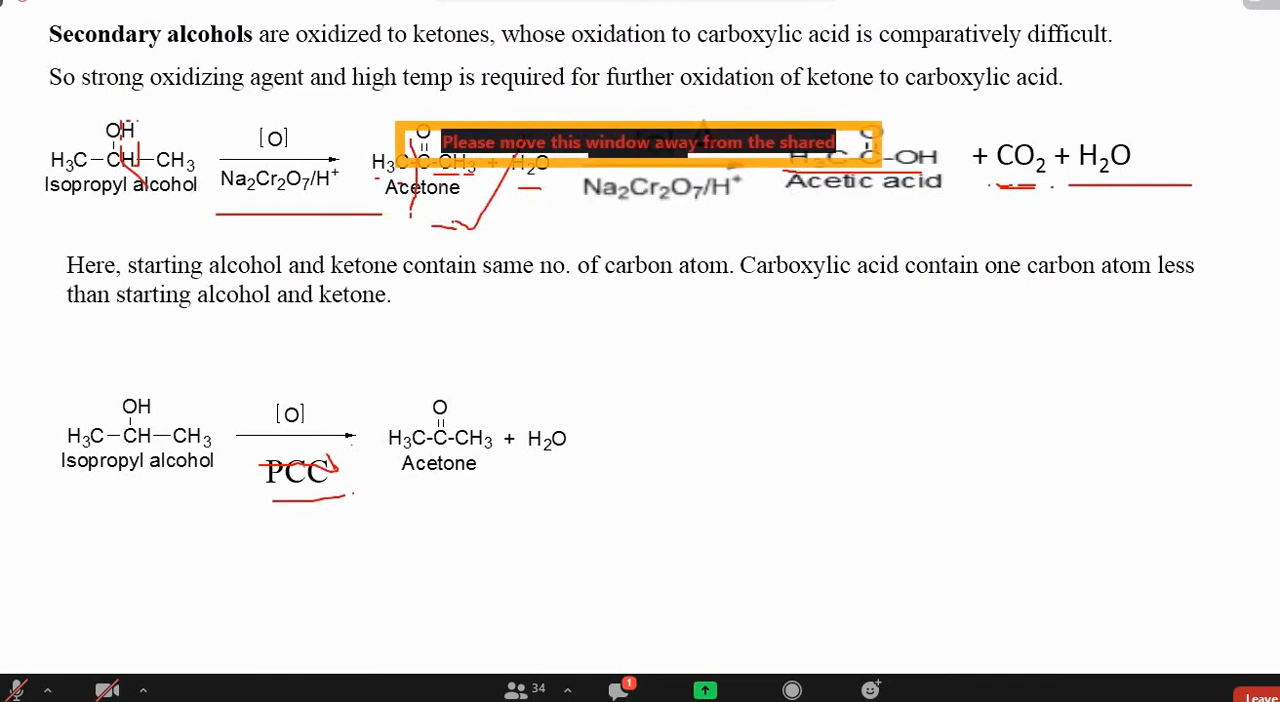 Secondary alcohols are oxidized to ketones, whose oxidation to carboxylic acid is comparatively difficult.
So strong oxidizing agent and high temp is required for further oxidation of ketone to carboxylic acid.
OH
[O]
O
Please move this window away from the shared
H₃C–CH–CH₃
H₃C-C-CH₃ + H₂O
H₃C-C-OH
+ CO₂ + H₂O
Isopropyl alcohol
Na₂Cr₂O₇/H⁺
Acetone
Na₂Cr₂O₇/H⁺
Acetic acid
Here, starting alcohol and ketone contain same no. of carbon atom. Carboxylic acid contain one carbon atom less
than starting alcohol and ketone.
OH
[O]
O
H₃C–CH–CH₃
H₃C-C-CH₃ + H₂O
Isopropyl alcohol
PCC
Acetone
34
1
Leave